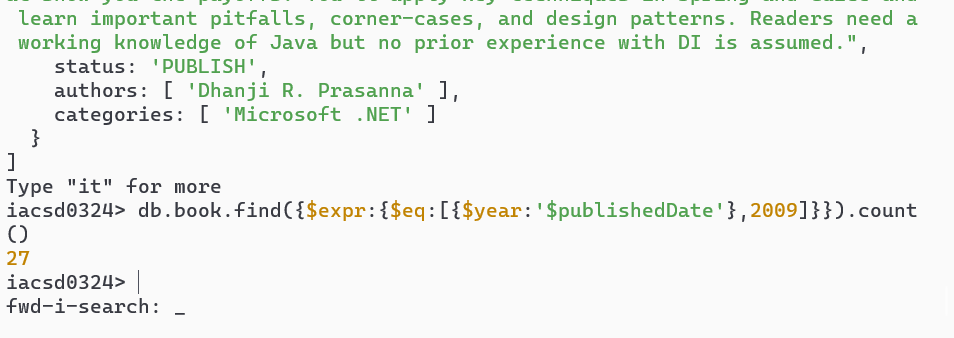 learn important pitfalls, corner-cases, and design patterns. Readers need a
working knowledge of Java but no prior experience with DI is assumed.",
status: 'PUBLISH',
authors: [ 'Dhanji R. Prasanna' ],
categories: [ 'Microsoft .NET' ]
}
]
Type "it" for more
iacsd0324> db.book.find({$expr:{$eq:[{$year:'$publishedDate'},2009]}}).count
()
27
iacsd0324>
fwd-i-search: _